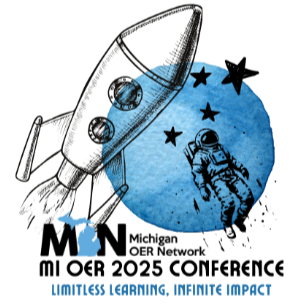 MON
Michigan
OER Network
MI OER 2025 CONFERENCE
LIMITLESS LEARNING, INFINITE IMPACT